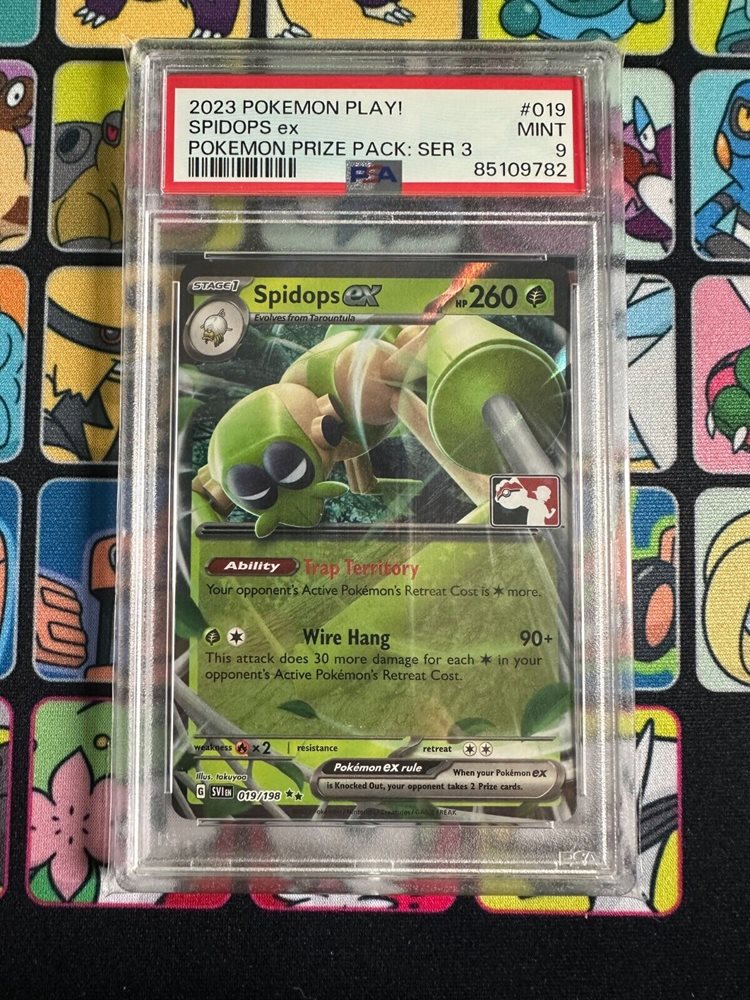 2023 POKEMON PLAY! #019
SPIDOPS ex MINT
POKEMON PRIZE PACK: SER 3 9
PSA 85109782
STAGE1 Spidops ex HP 260
Evolves from Tarountula
Ability Trap Territory
Your opponent's Active Pokémon's Retreat Cost is more.
Wire Hang 90+
This attack does 30 more damage for each in your
opponent's Active Pokémon's Retreat Cost.
weakness ×2 resistance retreat
Illus. takuyoa
Pokémon ex rule When your Pokémon ex
is Knocked Out, your opponent takes 2 Prize cards.
G SVI EN 019/198
PSA